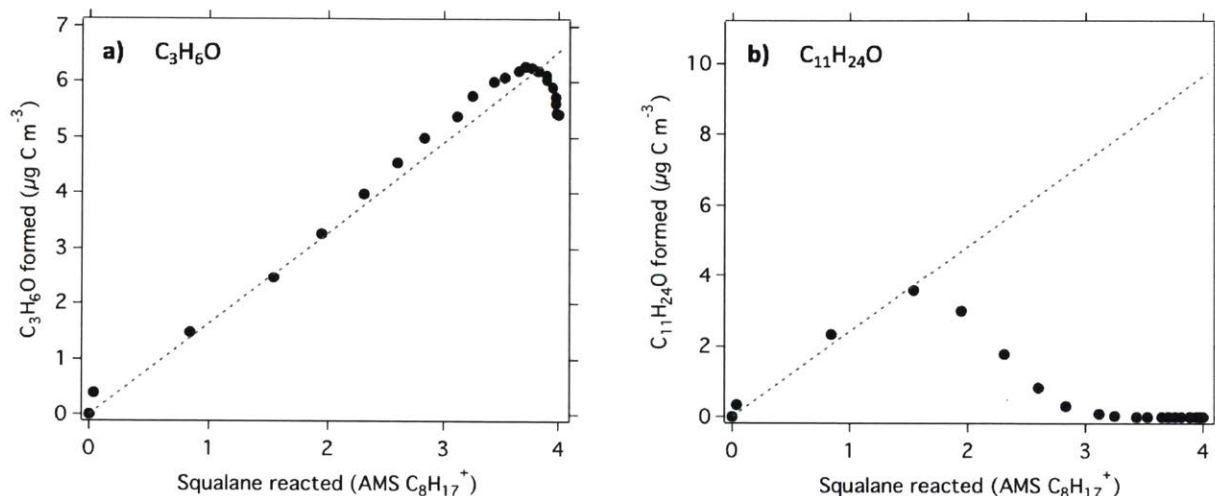 a) C₃H₆O
C₃H₆O formed (µg C m⁻³)
7
6
5
4
3
2
1
0
0 1 2 3 4
Squalane reacted (AMS C₈H₁₇⁺)
b) C₁₁H₂₄O
C₁₁H₂₄O formed (µg C m⁻³)
10
8
6
4
2
0
0 1 2 3 4
Squalane reacted (AMS C₈H₁₇⁺)